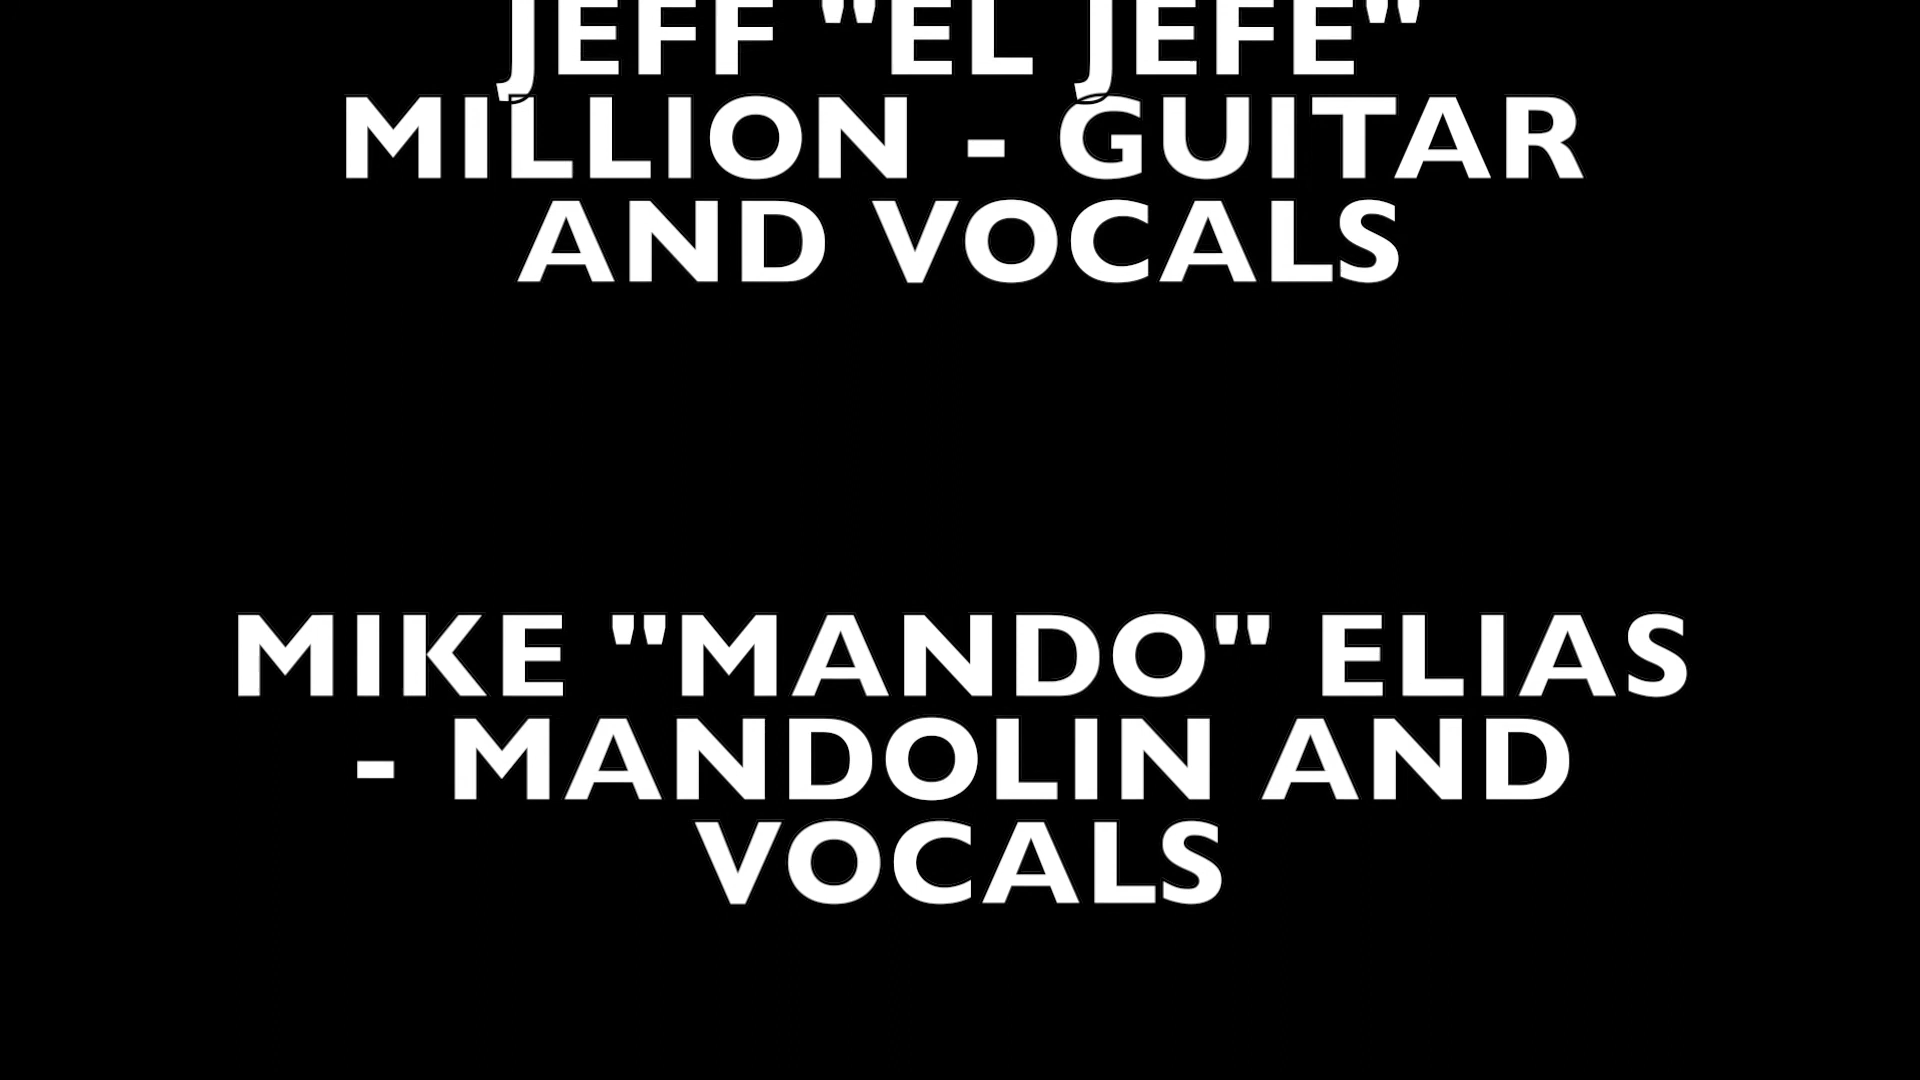 JEFF "EL JEFE"
MILLION - GUITAR
AND VOCALS
MIKE "MANDO" ELIAS
- MANDOLIN AND
VOCALS